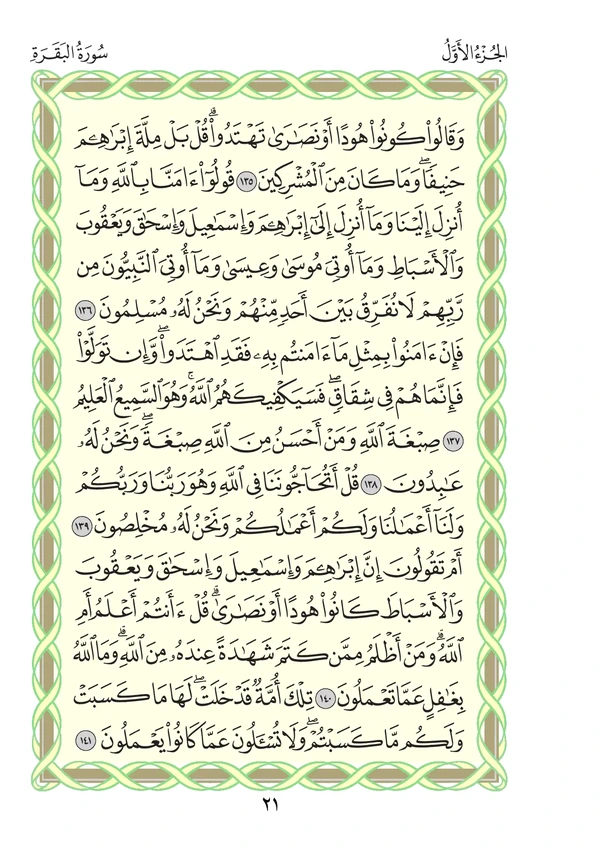 الجُزْءُ الأَوَّلُ
سُورَةُ البَقَرَةِ
وَقَالُوا۟ كُونُوا۟ هُودًا أَوْ نَصَٰرَىٰ تَهْتَدُوا۟ ۗ قُلْ بَلْ مِلَّةَ إِبْرَٰهِـۧمَ
حَنِيفًا ۖ وَمَا كَانَ مِنَ ٱلْمُشْرِكِينَ ١٣٥ قُولُوٓا۟ ءَامَنَّا بِٱللَّهِ وَمَآ
أُنزِلَ إِلَيْنَا وَمَآ أُنزِلَ إِلَىٰٓ إِبْرَٰهِـۧمَ وَإِسْمَٰعِيلَ وَإِسْحَٰقَ وَيَعْقُوبَ
وَٱلْأَسْبَاطِ وَمَآ أُوتِىَ مُوسَىٰ وَعِيسَىٰ وَمَآ أُوتِىَ ٱلنَّبِيُّونَ مِن
رَّبِّهِمْ لَا نُفَرِّقُ بَيْنَ أَحَدٍ مِّنْهُمْ وَنَحْنُ لَهُۥ مُسْلِمُونَ ١٣٦
فَإِنْ ءَامَنُوا۟ بِمِثْلِ مَآ ءَامَنتُم بِهِۦ فَقَدِ ٱهْتَدَوا۟ ۖ وَّإِن تَوَلَّوْا۟
فَإِنَّمَا هُمْ فِى شِقَاقٍ ۖ فَسَيَكْفِيكَهُمُ ٱللَّهُ ۚ وَهُوَ ٱلسَّمِيعُ ٱلْعَلِيمُ
١٣٧ صِبْغَةَ ٱللَّهِ ۖ وَمَنْ أَحْسَنُ مِنَ ٱللَّهِ صِبْغَةً ۖ وَنَحْنُ لَهُۥ
عَٰبِدُونَ ١٣٨ قُلْ أَتُحَآجُّونَنَا فِى ٱللَّهِ وَهُوَ رَبُّنَا وَرَبُّكُمْ
وَلَنَآ أَعْمَٰلُنَا وَلَكُمْ أَعْمَٰلُكُمْ وَنَحْنُ لَهُۥ مُخْلِصُونَ ١٣٩
أَمْ تَقُولُونَ إِنَّ إِبْرَٰهِـۧمَ وَإِسْمَٰعِيلَ وَإِسْحَٰقَ وَيَعْقُوبَ
وَٱلْأَسْبَاطَ كَانُوا۟ هُودًا أَوْ نَصَٰرَىٰ ۗ قُلْ ءَأَنتُمْ أَعْلَمُ أَمِ
ٱللَّهُ ۗ وَمَنْ أَظْلَمُ مِمَّن كَتَمَ شَهَٰدَةً عِندَهُۥ مِنَ ٱللَّهِ ۗ وَمَا ٱللَّهُ
بِغَٰفِلٍ عَمَّا تَعْمَلُونَ ١٤٠ تِلْكَ أُمَّةٌ قَدْ خَلَتْ ۖ لَهَا مَا كَسَبَتْ
وَلَكُم مَّا كَسَبْتُمْ ۖ وَلَا تُسْـَٔلُونَ عَمَّا كَانُوا۟ يَعْمَلُونَ ١٤١
٢١